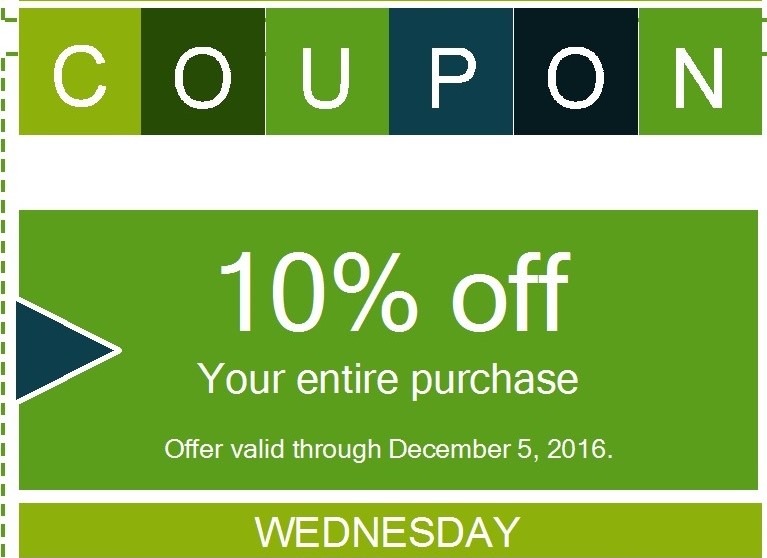 COUPON
10% off
Your entire purchase
Offer valid through December 5, 2016.
WEDNESDAY